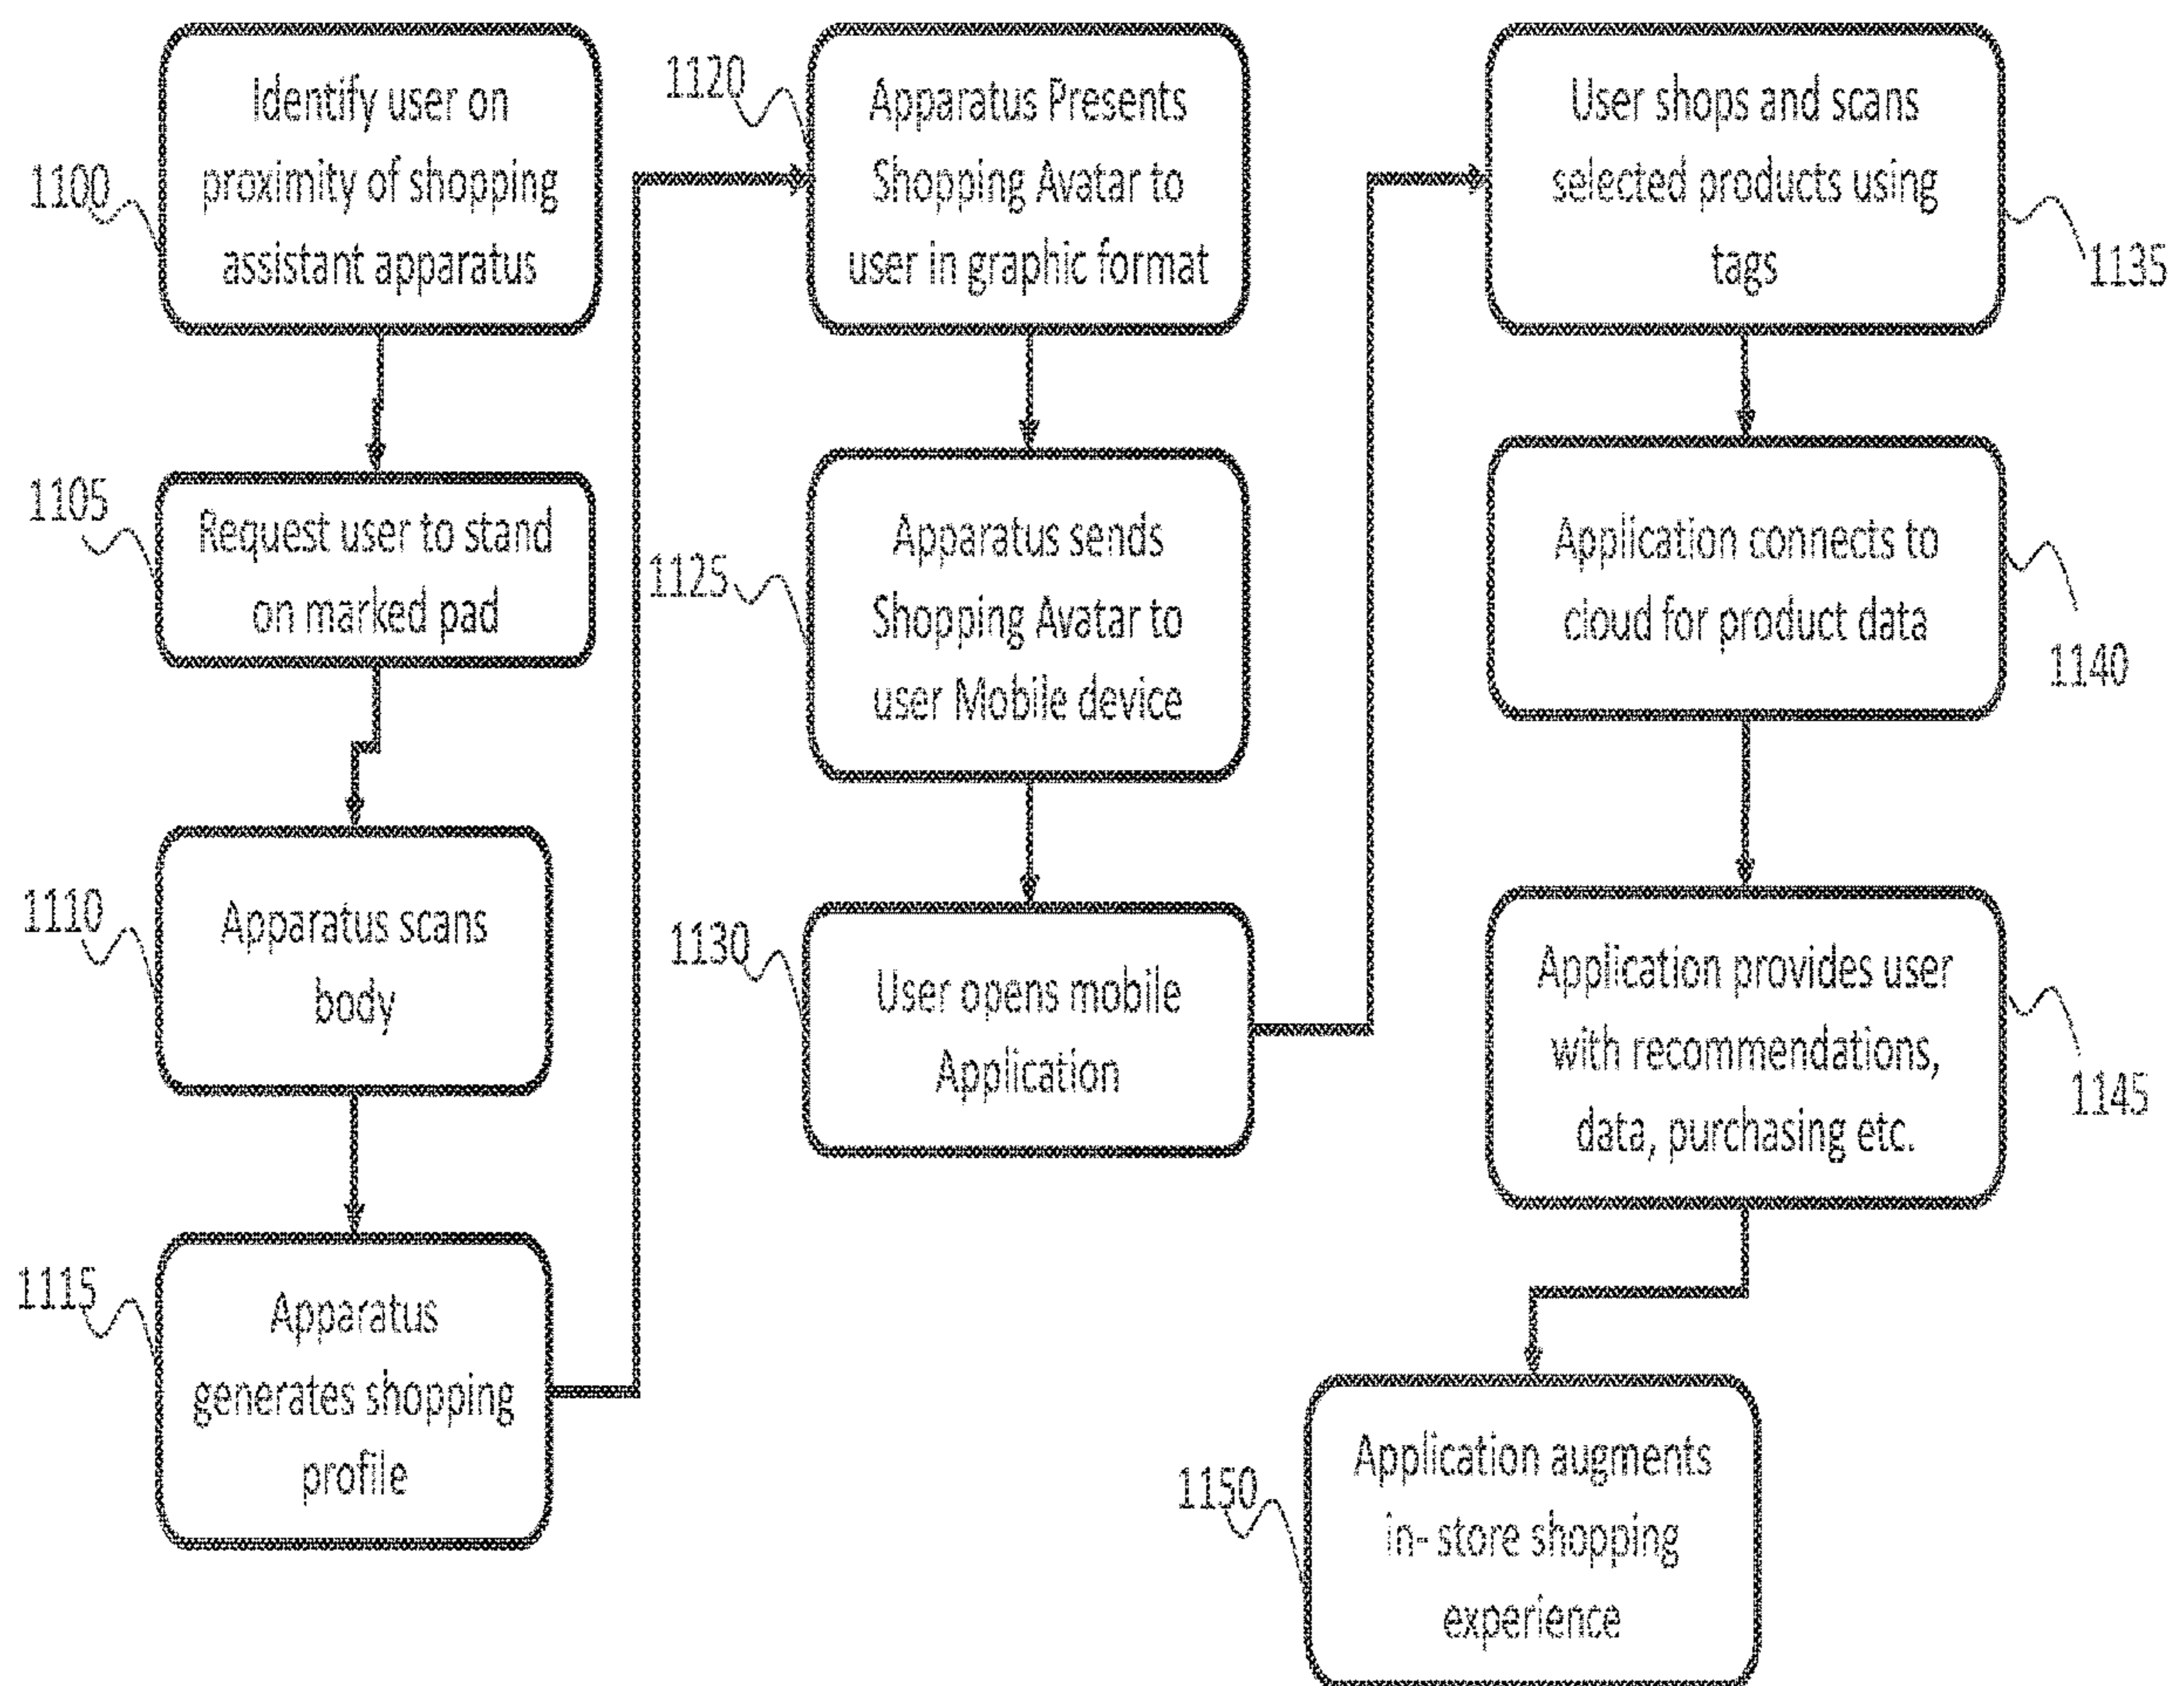 1100
Identify user on
proximity of shopping
assistant apparatus
1105
Request user to stand
on marked pad
1110
Apparatus scans
body
1115
Apparatus
generates shopping
profile
1120
Apparatus Presents
Shopping Avatar to
user in graphic format
1125
Apparatus sends
Shopping Avatar to
user Mobile device
1130
User opens mobile
Application
User shops and scans
selected products using
tags
1135
Application connects to
cloud for product data
1140
Application provides user
with recommendations,
data, purchasing etc.
1145
1150
Application augments
in- store shopping
experience